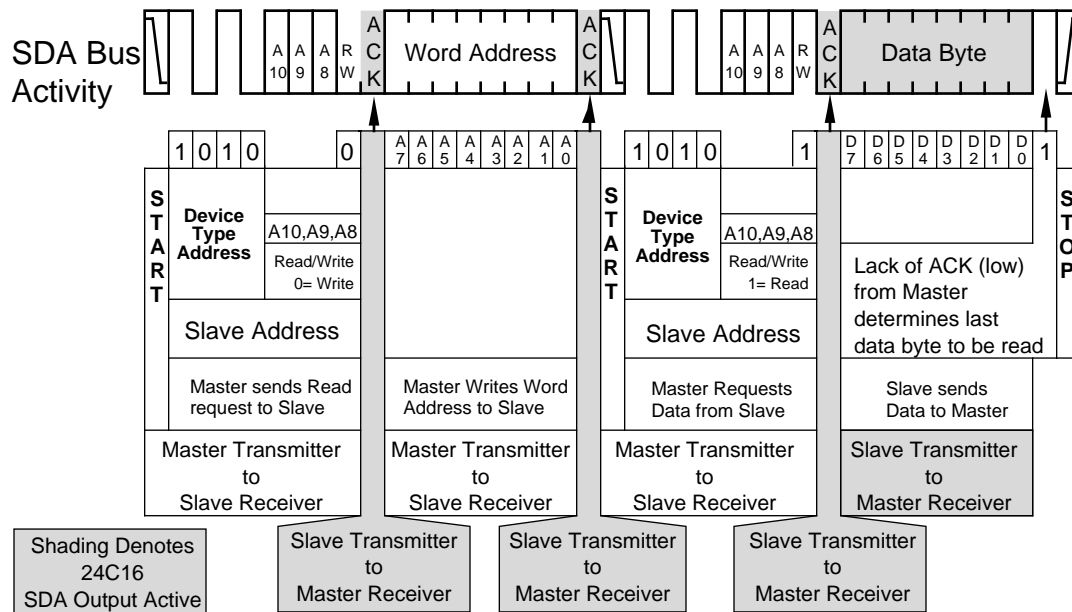 SDA Bus
Activity
A 10
A 9
A 8
R W
A C K
Word Address
A C K
A 10
A 9
A 8
R W
A C K
Data Byte
1 0 1 0
0
A 7
A 6
A 5
A 4
A 3
A 2
A 1
A 0
1 0 1 0
1
D 7
D 6
D 5
D 4
D 3
D 2
D 1
D 0
1
START
Device
Type
Address
A10,A9,A8
Read/Write
0= Write
Slave Address
Master sends Read
request to Slave
Master Transmitter
to
Slave Receiver
Master Writes Word
Address to Slave
Master Transmitter
to
Slave Receiver
START
Device
Type
Address
A10,A9,A8
Read/Write
1= Read
Slave Address
Master Requests
Data from Slave
Master Transmitter
to
Slave Receiver
Lack of ACK (low)
from Master
determines last
data byte to be read
Slave sends
Data to Master
Slave Transmitter
to
Master Receiver
STOP
Shading Denotes
24C16
SDA Output Active
Slave Transmitter
to
Master Receiver
Slave Transmitter
to
Master Receiver
Slave Transmitter
to
Master Receiver